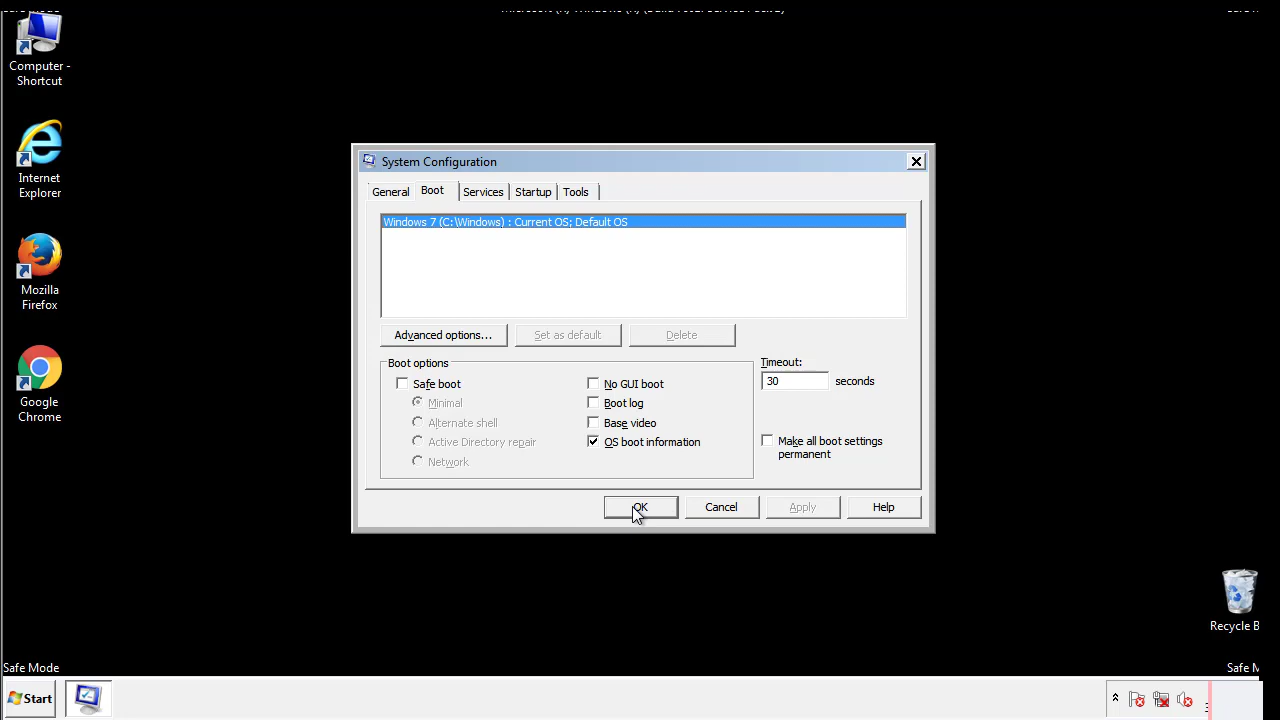 Computer -
Shortcut
Internet
Explorer
Mozilla
Firefox
Google
Chrome
System Configuration
General Boot Services Startup Tools
Windows 7 (C:\Windows) : Current OS; Default OS
Advanced options... Set as default Delete
Boot options
Timeout:
30 seconds
Safe boot No GUI boot
Minimal Boot log
Alternate shell Base video
Active Directory repair OS boot information
Network
Make all boot settings
permanent
OK Cancel Apply Help
Recycle B
Safe Mode Safe M
Start